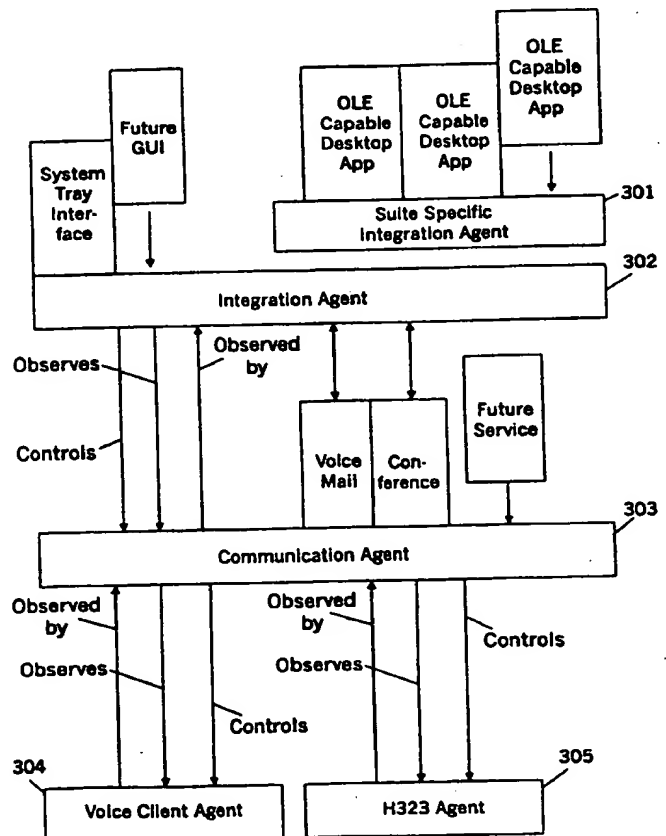 OLE
Capable
Desktop
App
OLE
Capable
Desktop
App
OLE
Capable
Desktop
App
Future
GUI
System
Tray
Inter-
face
301
Suite Specific
Integration Agent
302
Integration Agent
Observes
Observed
by
Controls
Voice
Mail
Con-
ference
Future
Service
303
Communication Agent
Observed
by
Observes
Controls
Observed
by
Observes
Controls
304
Voice Client Agent
305
H323 Agent